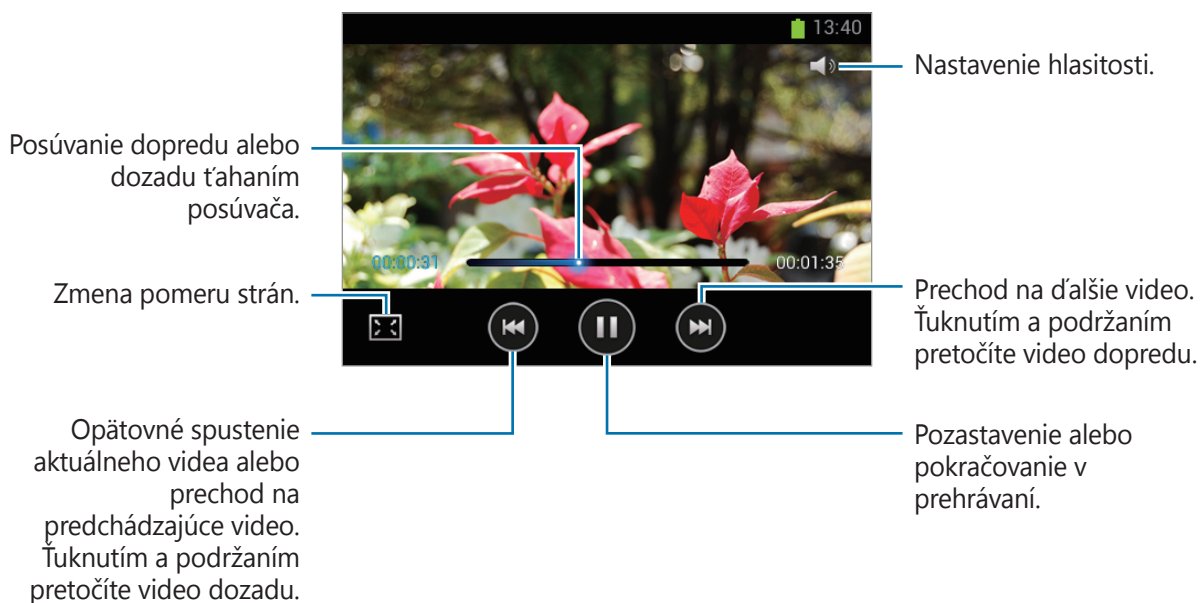 13:40
Nastavenie hlasitosti.
Posúvanie dopredu alebo
dozadu ťahaním
posúvača.
00:00:31
00:01:35
Zmena pomeru strán.
Prechod na ďalšie video.
Ťuknutím a podržaním
pretočíte video dopredu.
Opätovné spustenie
aktuálneho videa alebo
prechod na
predchádzajúce video.
Ťuknutím a podržaním
pretočíte video dozadu.
Pozastavenie alebo
pokračovanie v
prehrávaní.